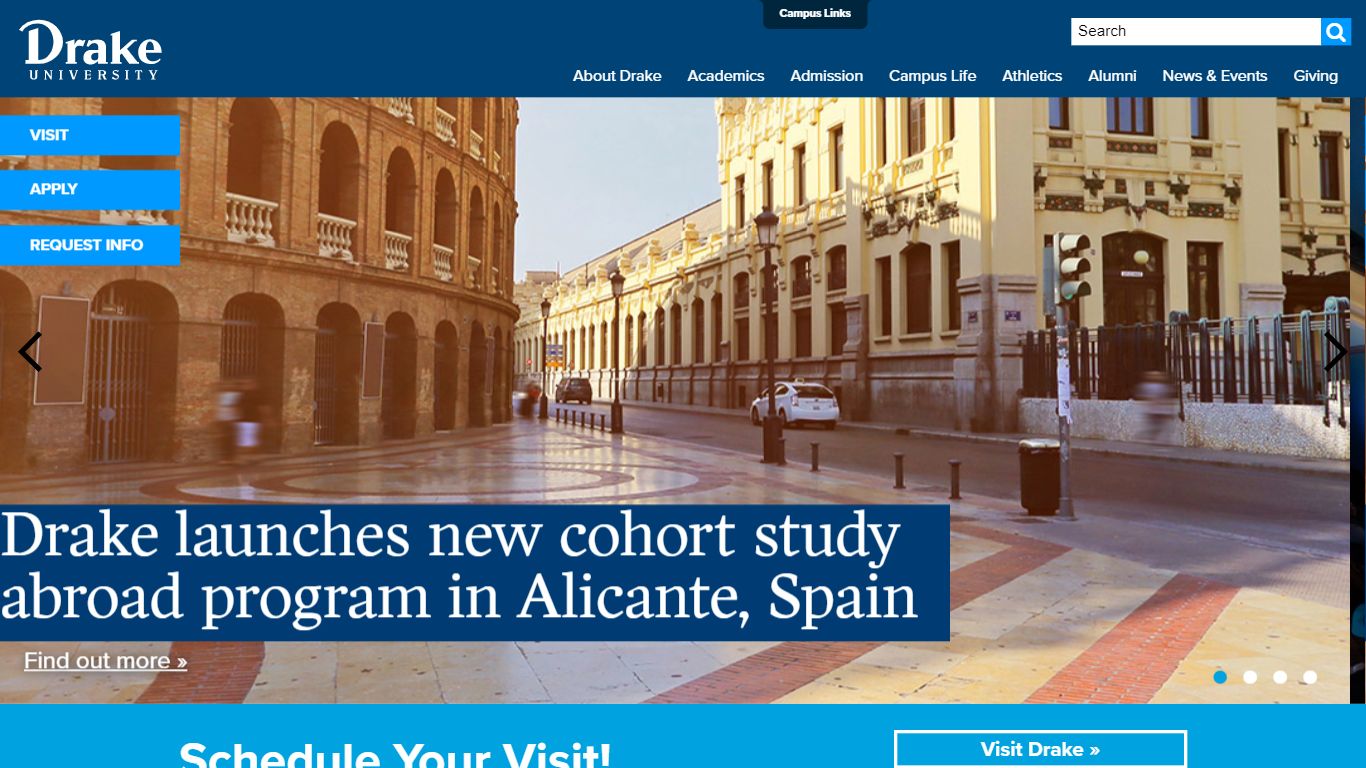 Campus Links
Drake
UNIVERSITY
Search
About Drake Academics Admission Campus Life Athletics Alumni News & Events Giving
VISIT
APPLY
REQUEST INFO
Drake launches new cohort study
abroad program in Alicante, Spain
Find out more »
Schedule Your Visit!
Visit Drake »